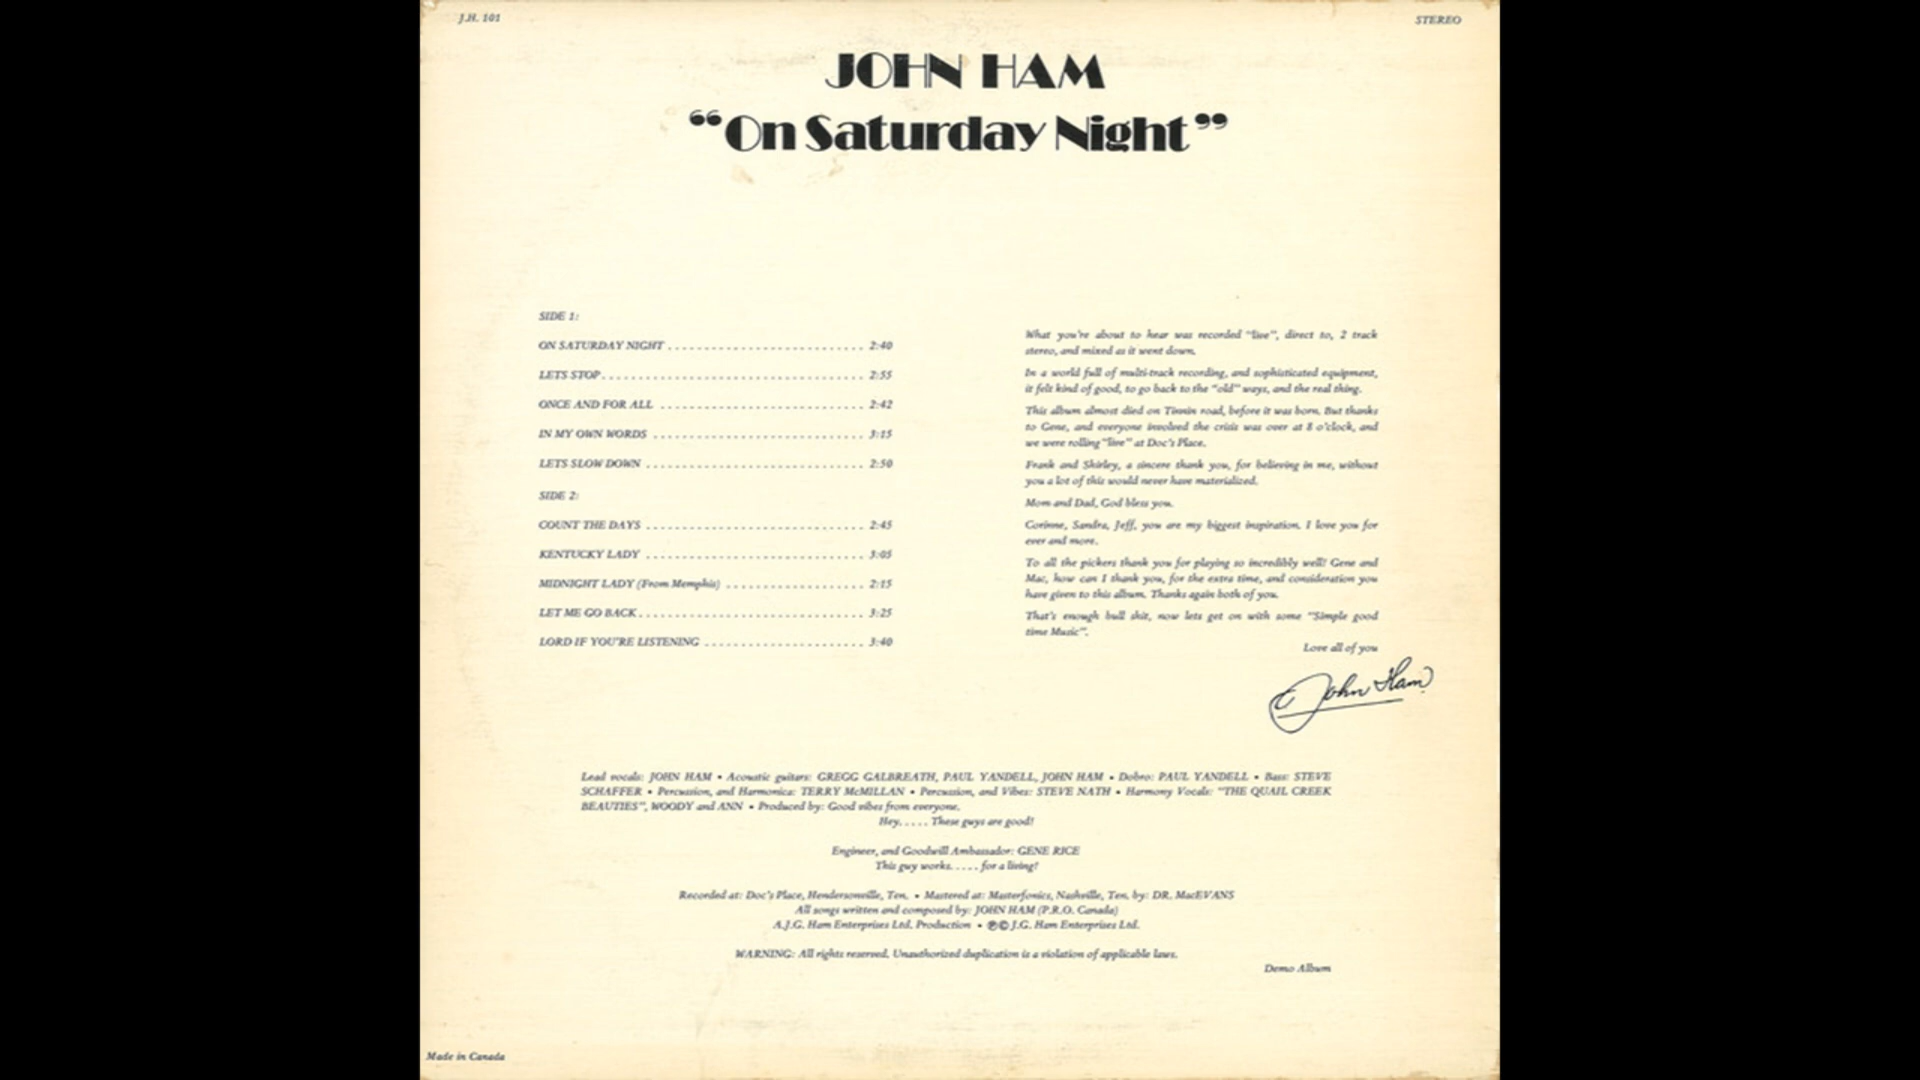 J.H. 101
STEREO
JOHN HAM
“On Saturday Night”
SIDE 1:
ON SATURDAY NIGHT 2:40
LETS STOP 2:55
ONCE AND FOR ALL 2:42
IN MY OWN WORDS 3:15
LETS SLOW DOWN 2:50
SIDE 2:
COUNT THE DAYS 2:45
KENTUCKY LADY 3:05
MIDNIGHT LADY (From Memphis) 2:15
LET ME GO BACK 3:25
LORD IF YOU'RE LISTENING 3:40
What you're about to hear was recorded "live", direct to, 2 track
stereo, and mixed as it went down.
In a world full of multi-track recording, and sophisticated equipment,
it felt kind of good, to go back to the "old" ways, and the real thing.
This album almost died on Tinnin road, before it was born. But thanks
to Gene, and everyone involved the crisis was over at 8 o'clock, and
we were rolling "live" at Doc's Place.
Frank and Shirley, a sincere thank you, for believing in me, without
you a lot of this would never have materialized.
Mom and Dad, God bless you.
Corinne, Sandra, Jeff, you are my biggest inspiration. I love you for
ever and more.
To all the pickers thank you for playing so incredibly well! Gene and
Mac, how can I thank you, for the extra time, and consideration you
have given to this album. Thanks again both of you.
That's enough bull shit, now lets get on with some "Simple good
time Music".
Love all of you
John Ham
Lead vocals: JOHN HAM • Acoustic guitars: GREGG GALBREATH, PAUL YANDELL, JOHN HAM • Dobro: PAUL YANDELL • Bass: STEVE
SCHAFFER • Percussion, and Harmonica: TERRY McMILLAN • Percussion, and Vibes: STEVE NATH • Harmony Vocals: "THE QUAIL CREEK
BEAUTIES", WOODY and ANN • Produced by: Good vibes from everyone.
Hey..... These guys are good!
Engineer, and Goodwill Ambassador: GENE RICE
This guy works..... for a living!
Recorded at: Doc's Place, Hendersonville, Ten. • Mastered at: Masterfonics, Nashville, Ten. by: DR. MacEVANS
All songs written and composed by: JOHN HAM (P.R.O. Canada)
A.J.G. Ham Enterprises Ltd. Production • ℗© J.G. Ham Enterprises Ltd.
WARNING: All rights reserved. Unauthorized duplication is a violation of applicable laws.
Demo Album
Made in Canada